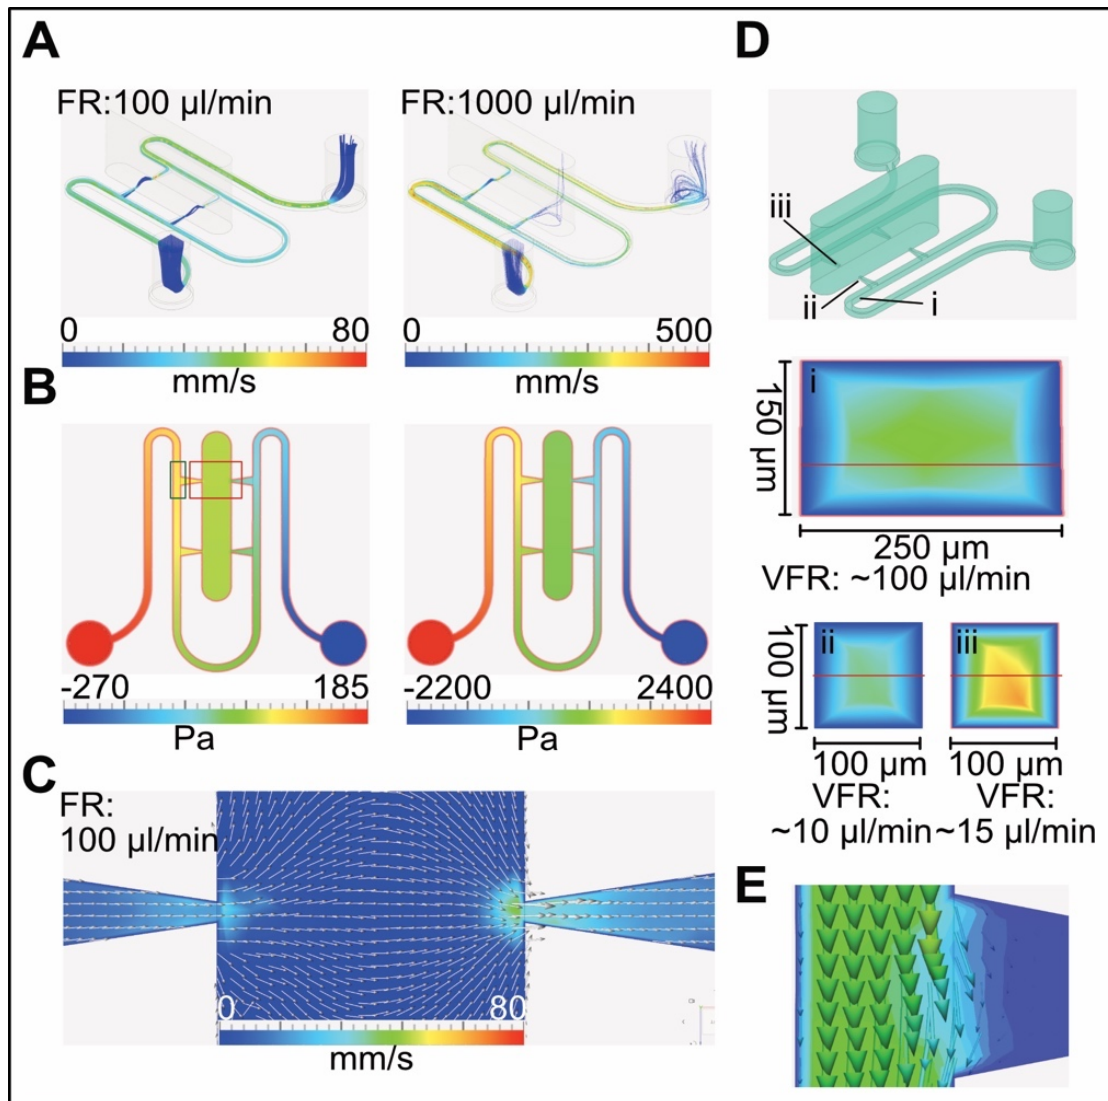 A
FR:100 µl/min
FR:1000 µl/min
0
80
mm/s
0
500
mm/s
B
-270
185
Pa
-2200
2400
Pa
C
FR:
100 µl/min
0
80
mm/s
D
iii
ii
i
i
150 µm
250 µm
VFR: ~100 µl/min
ii
iii
100 µm
100 µm
100 µm
VFR:
VFR:
~10 µl/min
~15 µl/min
E